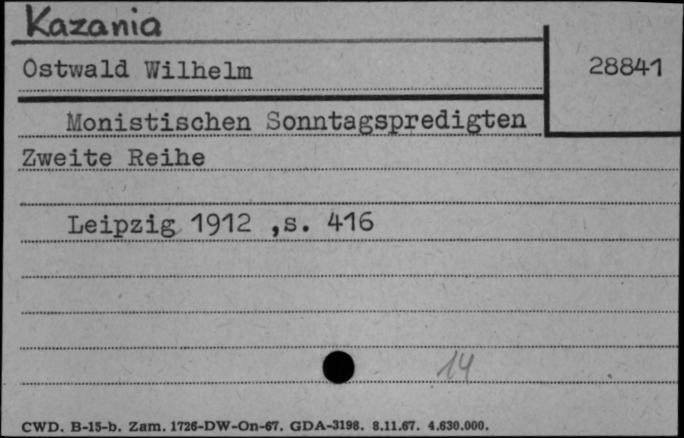 Kazania
Ostwald Wilhelm
28841
Monistischen Sonntagspredigten
Zweite Reihe
Leipzig 1912 ,s. 416
14
CWD. B-15-b. Zam. 1726-DW-On-67. GDA-3198. 8.11.67. 4.630.000.